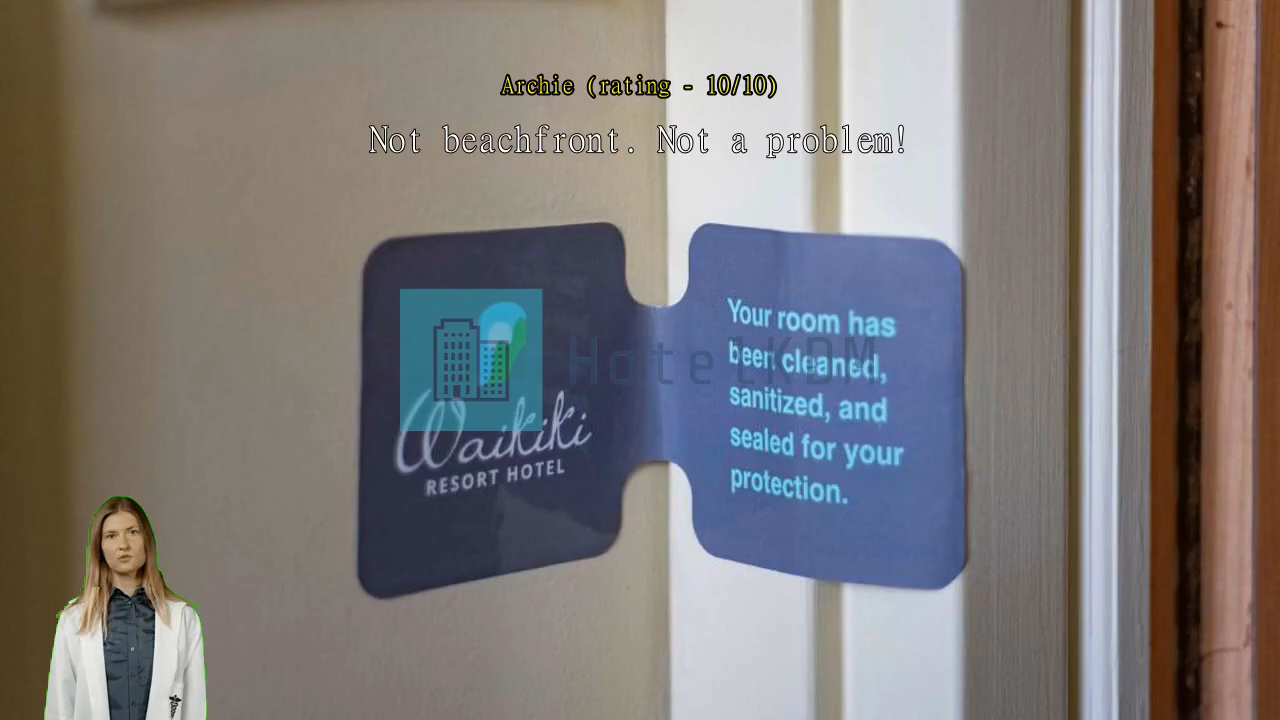 Archie (rating - 10/10)
Not beachfront. Not a problem!
HotelKDM
Waikiki
RESORT HOTEL
Your room has
been cleaned,
sanitized, and
sealed for your
protection.